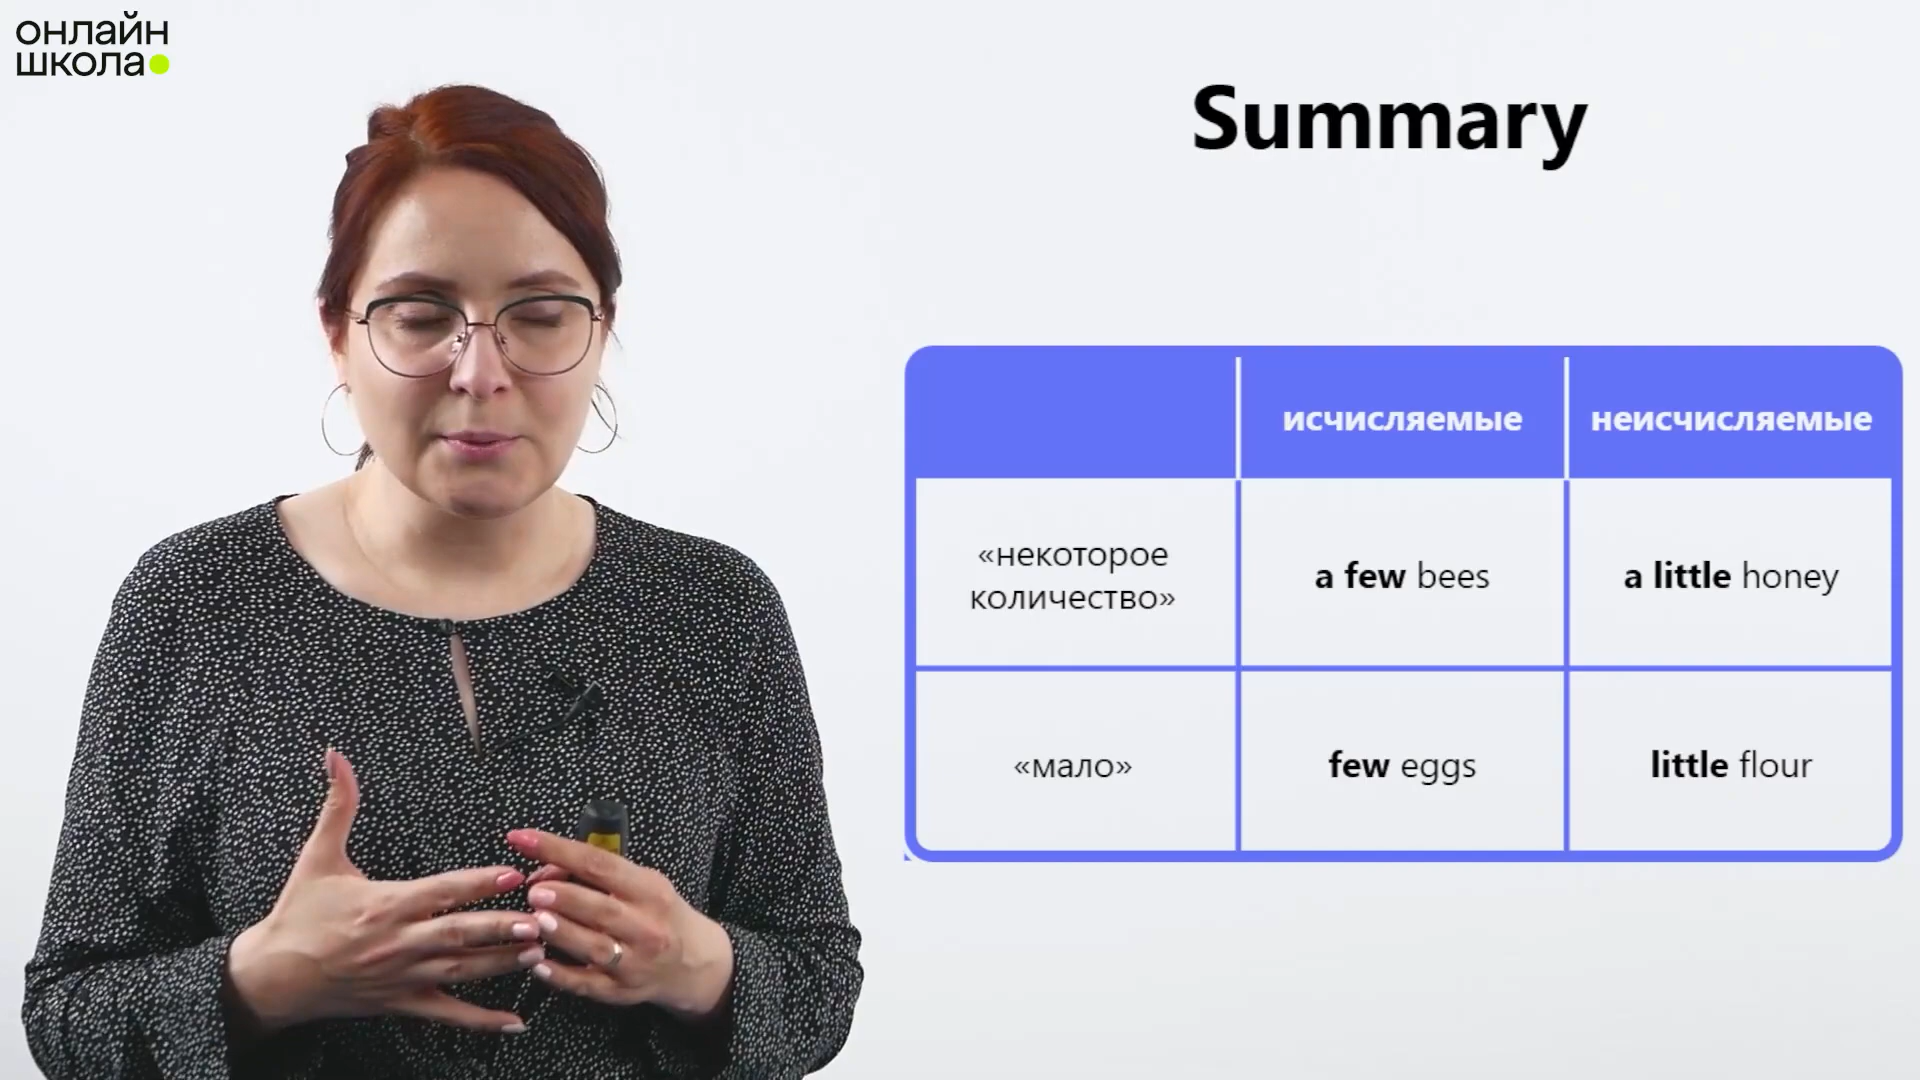 онлайн
школа
Summary
исчисляемые
неисчисляемые
«некоторое
количество»
a few bees
a little honey
«мало»
few eggs
little flour